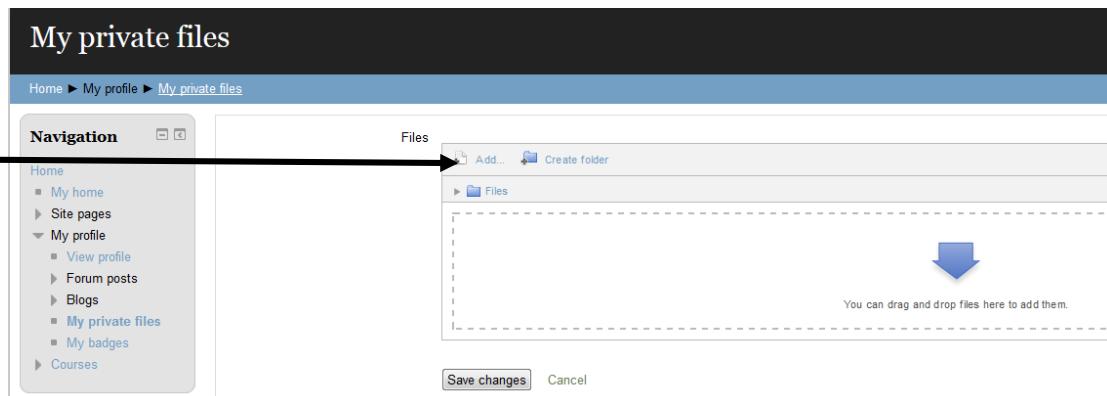 My private files
Home ► My profile ► My private files
Navigation
Home
My home
Site pages
My profile
View profile
Forum posts
Blogs
My private files
My badges
Courses
Files
Add... Create folder
Files
You can drag and drop files here to add them.
Save changes Cancel